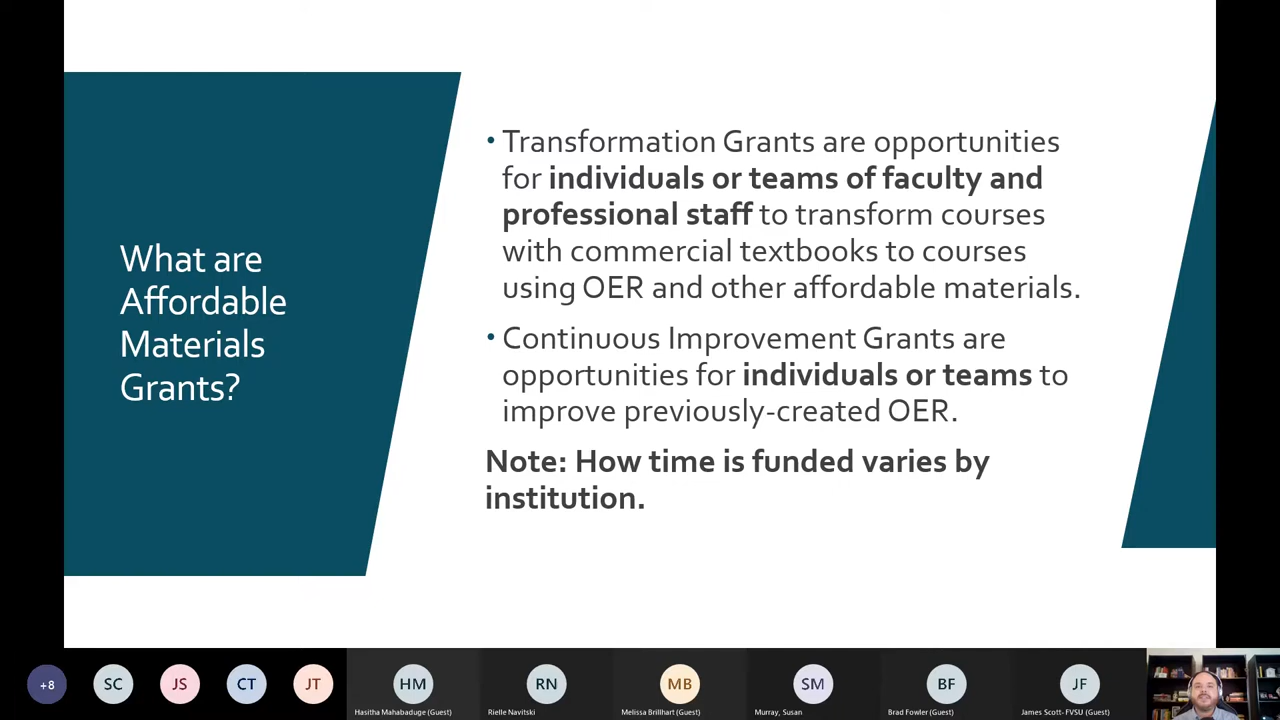 What are
Affordable
Materials
Grants?
• Transformation Grants are opportunities
for individuals or teams of faculty and
professional staff to transform courses
with commercial textbooks to courses
using OER and other affordable materials.
• Continuous Improvement Grants are
opportunities for individuals or teams to
improve previously-created OER.
Note: How time is funded varies by
institution.
+8
SC
JS
CT
JT
HM
RN
MB
SM
BF
JF
Hasitha Mahabaduge (Guest)
Rielle Navitski
Melissa Brillhart (Guest)
Murray, Susan
Brad Fowler (Guest)
James Scott- FVSU (Guest)